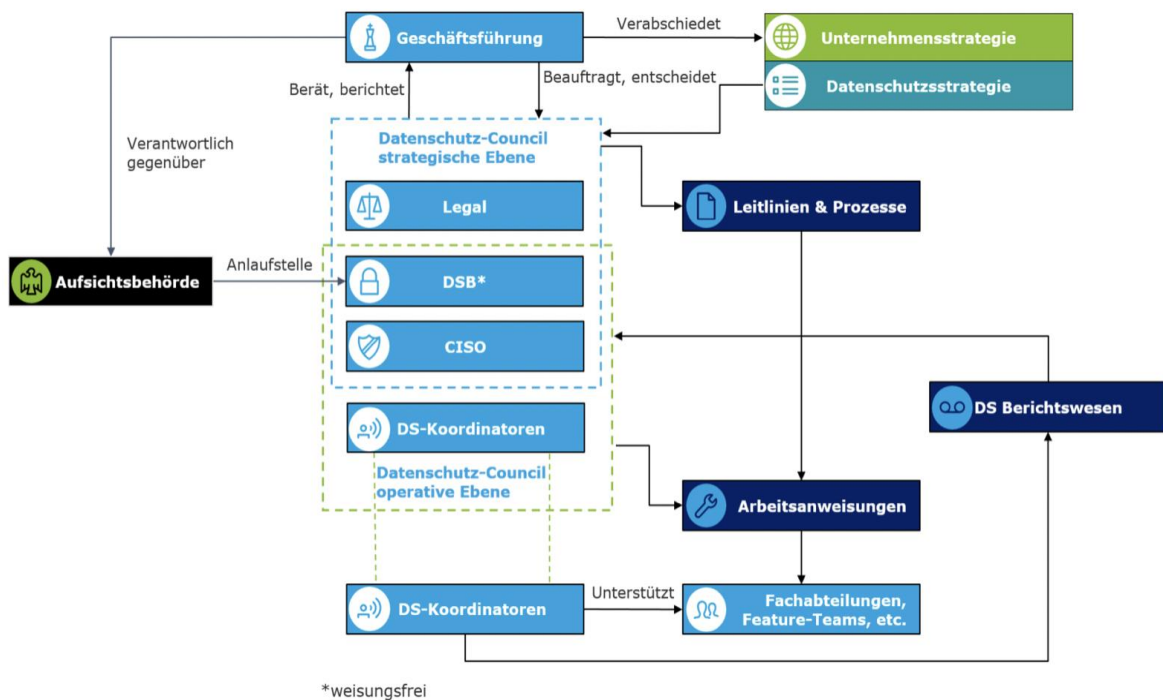 Geschäftsführung
Verabschiedet
Unternehmensstrategie
Datenschutzsstrategie
Berät, berichtet
Beauftragt, entscheidet
Verantwortlich
gegenüber
Datenschutz-Council
strategische Ebene
Legal
Leitlinien & Prozesse
Aufsichtsbehörde
Anlaufstelle
DSB*
CISO
DS Berichtswesen
DS-Koordinatoren
Datenschutz-Council
operative Ebene
Arbeitsanweisungen
DS-Koordinatoren
Unterstützt
Fachabteilungen,
Feature-Teams, etc.
*weisungsfrei